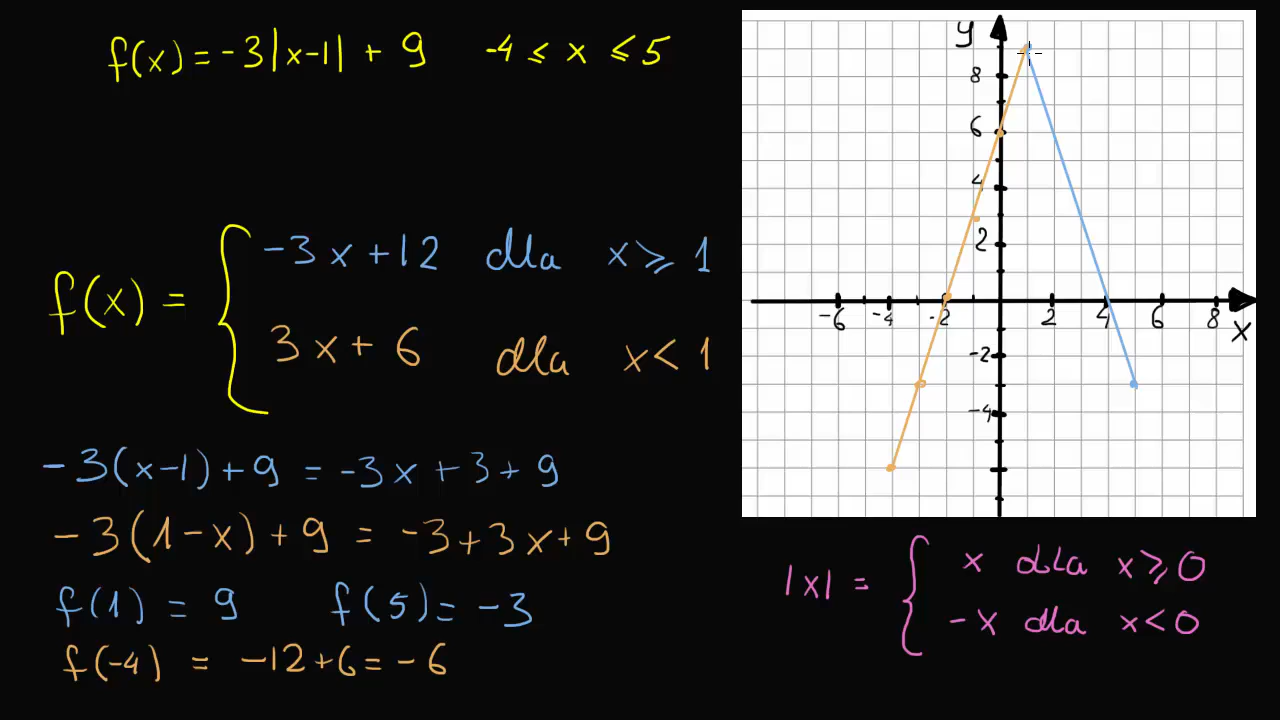 f(x) = -3|x-1| + 9 -4 ≤ x ≤ 5
f(x) = {
-3x+12 dla x ⩾ 1
3x + 6 dla x < 1
-3(x-1) + 9 = -3x + 3 + 9
-3(1-x) + 9 = -3+3x+9
f(1) = 9 f(5) = -3
f(-4) = -12+6 = -6
y
8
6
4
2
-6 -4 -2 2 4 6 8 x
-2
-4
|x| = {
x dla x ⩾ 0
-x dla x < 0